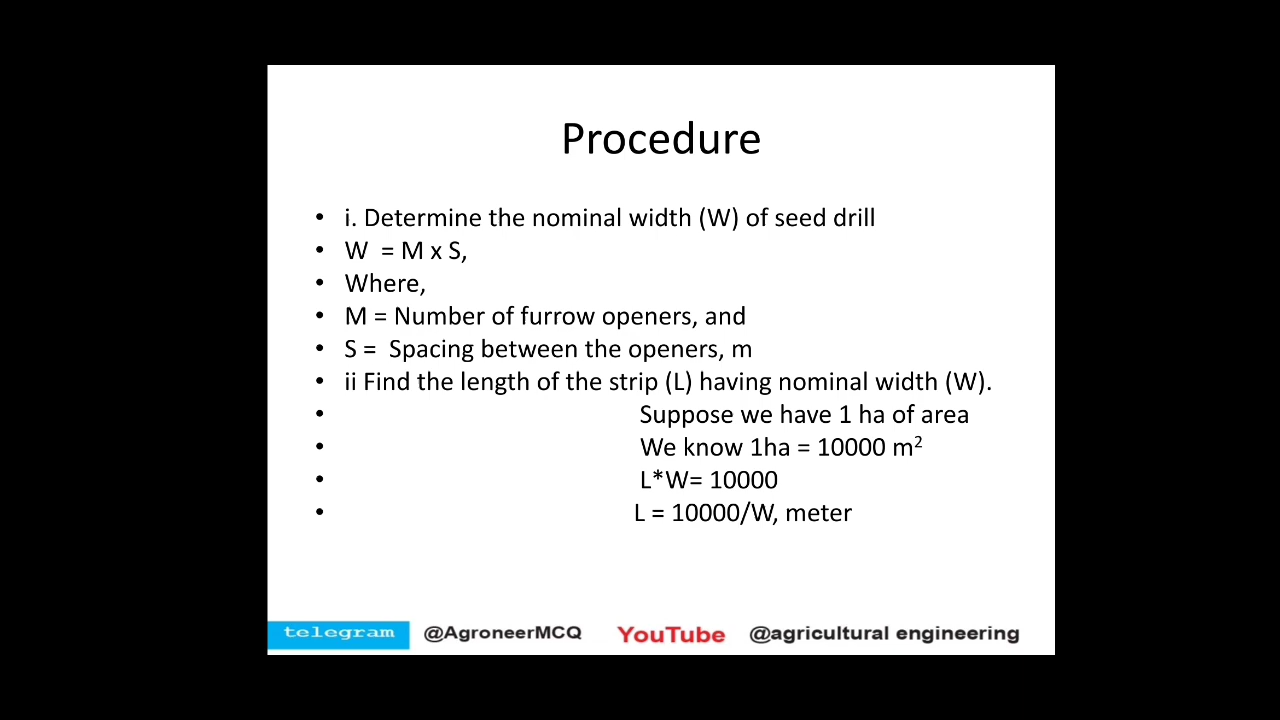 Procedure
• i. Determine the nominal width (W) of seed drill
• W = M x S,
• Where,
• M = Number of furrow openers, and
• S = Spacing between the openers, m
• ii Find the length of the strip (L) having nominal width (W).
• Suppose we have 1 ha of area
• We know 1ha = 10000 m²
• L*W= 10000
• L = 10000/W, meter
telegram @AgroneerMCQ YouTube @agricultural engineering